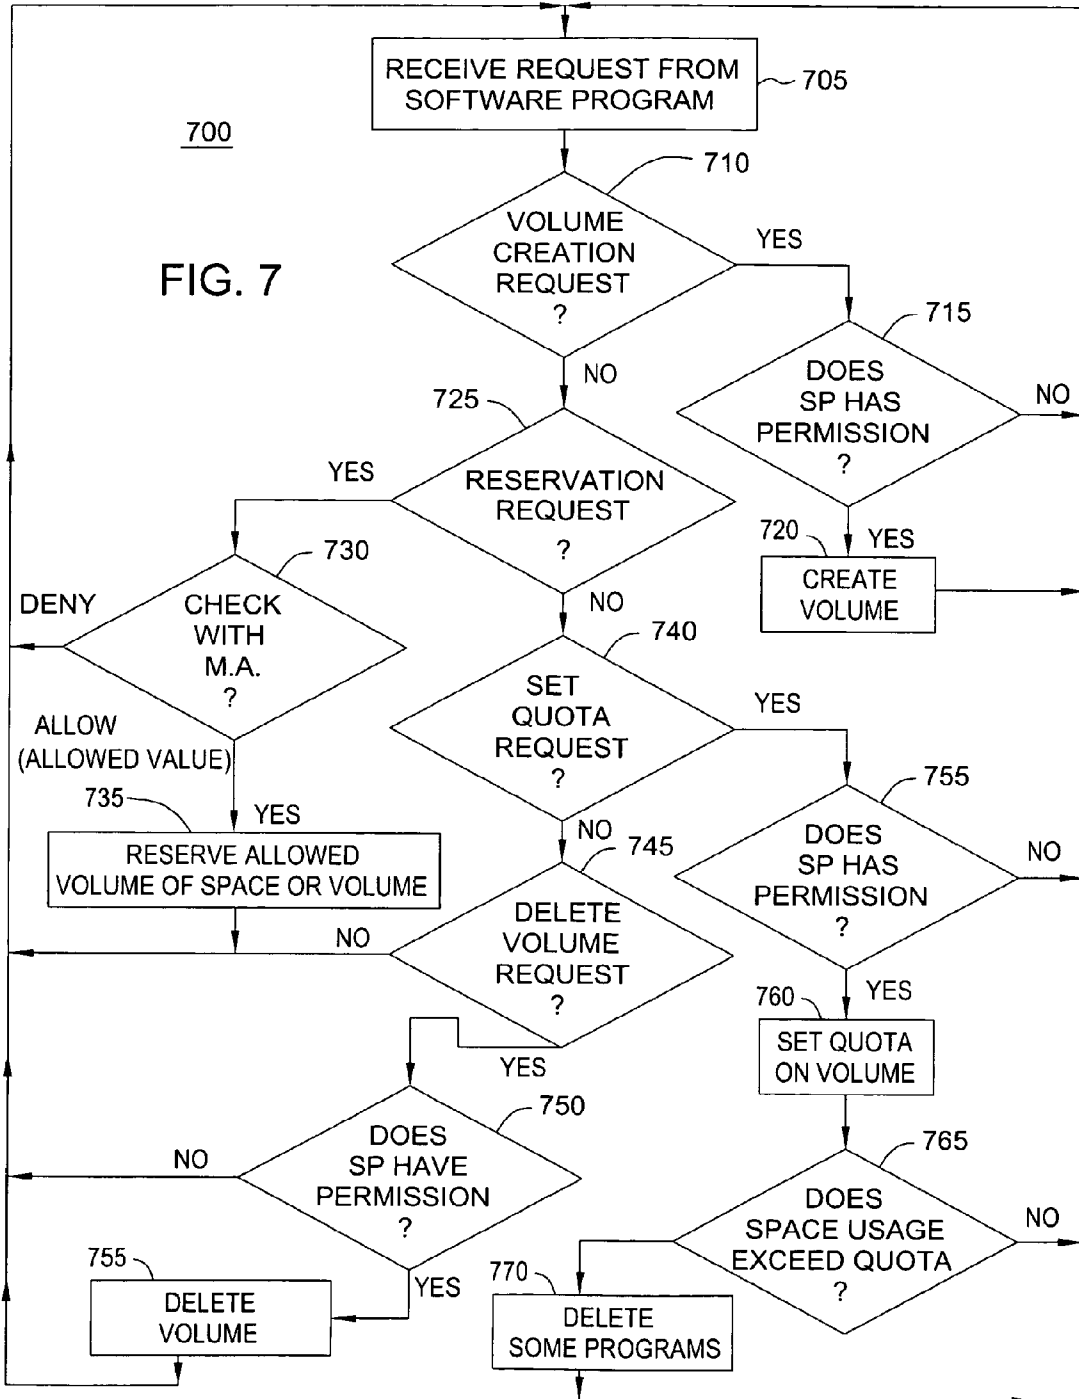 RECEIVE REQUEST FROM
SOFTWARE PROGRAM
705
700
710
VOLUME
CREATION
REQUEST
?
YES
FIG. 7
NO
715
DOES
SP HAS
PERMISSION
?
NO
YES
720
CREATE
VOLUME
725
RESERVATION
REQUEST
?
YES
NO
730
CHECK
WITH
M.A.
?
DENY
ALLOW
(ALLOWED VALUE)
YES
735
RESERVE ALLOWED
VOLUME OF SPACE OR VOLUME
740
SET
QUOTA
REQUEST
?
YES
NO
755
DOES
SP HAS
PERMISSION
?
NO
YES
745
DELETE
VOLUME
REQUEST
?
NO
YES
760
SET QUOTA
ON VOLUME
750
DOES
SP HAVE
PERMISSION
?
NO
YES
755
DELETE
VOLUME
765
DOES
SPACE USAGE
EXCEED QUOTA
?
NO
770
DELETE
SOME PROGRAMS